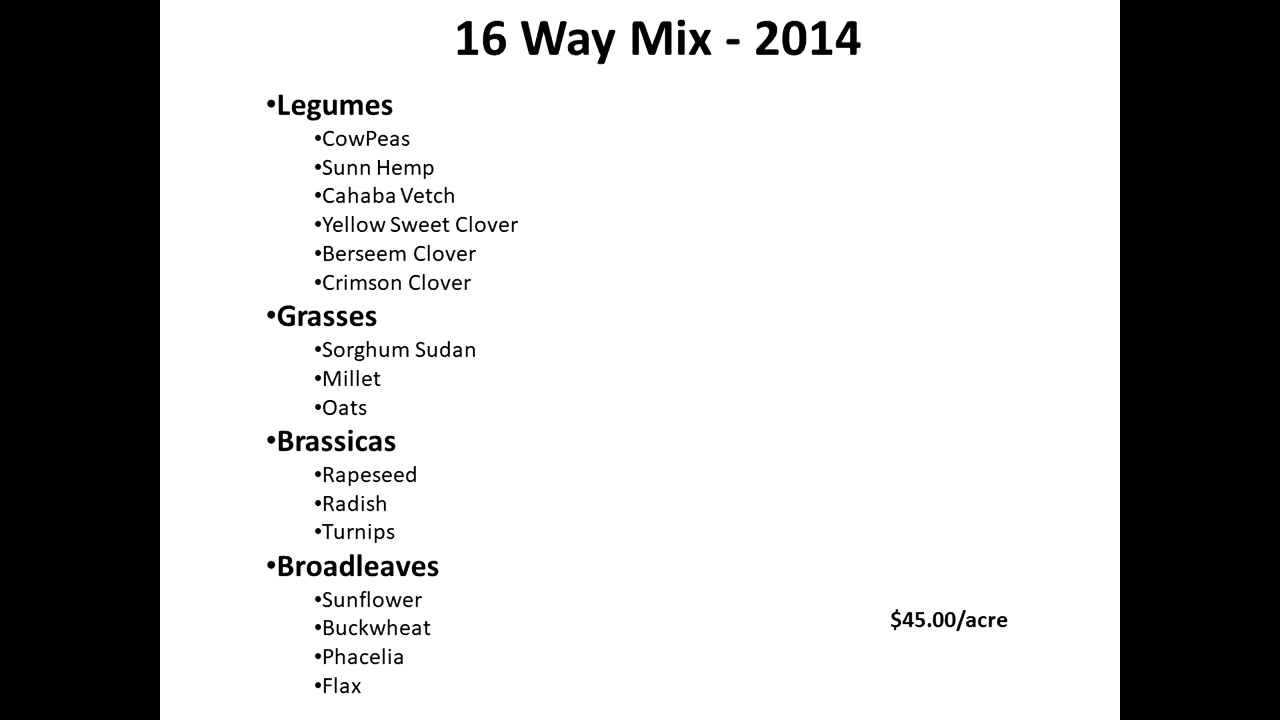 16 Way Mix - 2014
•Legumes
•CowPeas
•Sunn Hemp
•Cahaba Vetch
•Yellow Sweet Clover
•Berseem Clover
•Crimson Clover
•Grasses
•Sorghum Sudan
•Millet
•Oats
•Brassicas
•Rapeseed
•Radish
•Turnips
•Broadleaves
•Sunflower
•Buckwheat
•Phacelia
•Flax
$45.00/acre